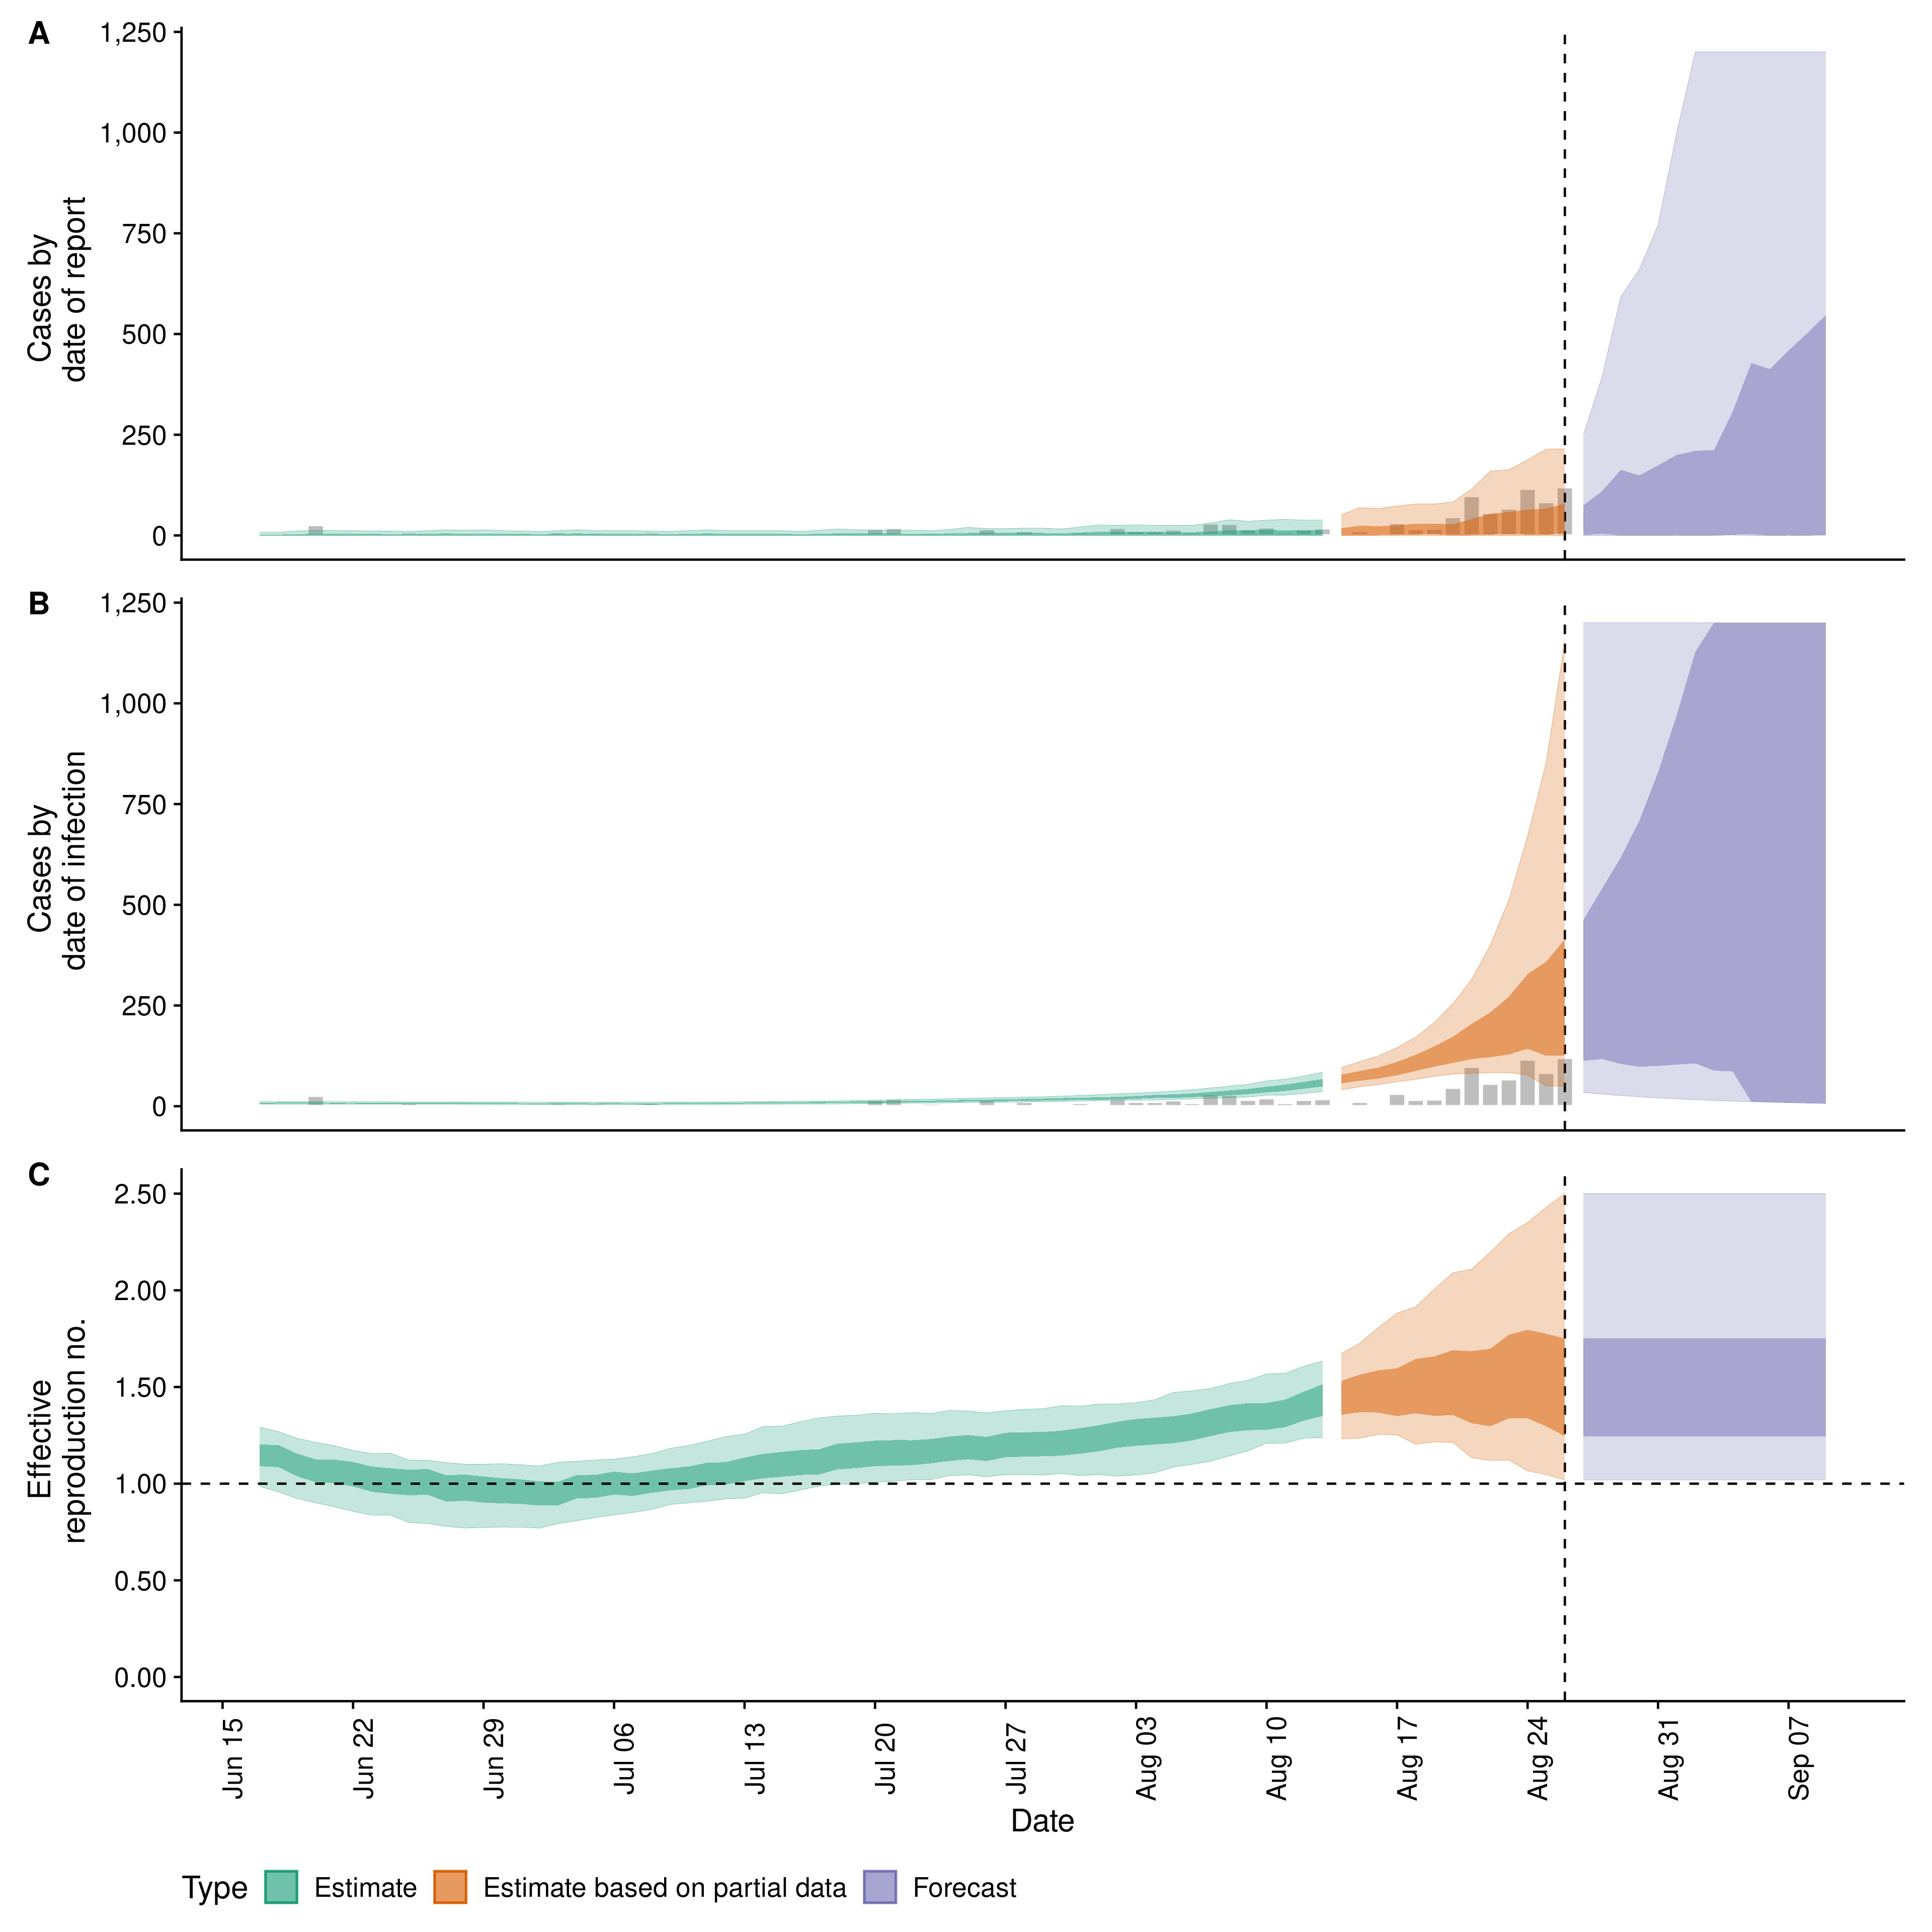 A
1,250
1,000
750
500
250
0
Cases by
date of report
B
1,250
1,000
750
500
250
0
Cases by
date of infection
C
2.50
2.00
1.50
1.00
0.50
0.00
Effective
reproduction no.
Jun 15
Jun 22
Jun 29
Jul 06
Jul 13
Jul 20
Jul 27
Aug 03
Aug 10
Aug 17
Aug 24
Aug 31
Sep 07
Date
Type Estimate Estimate based on partial data Forecast